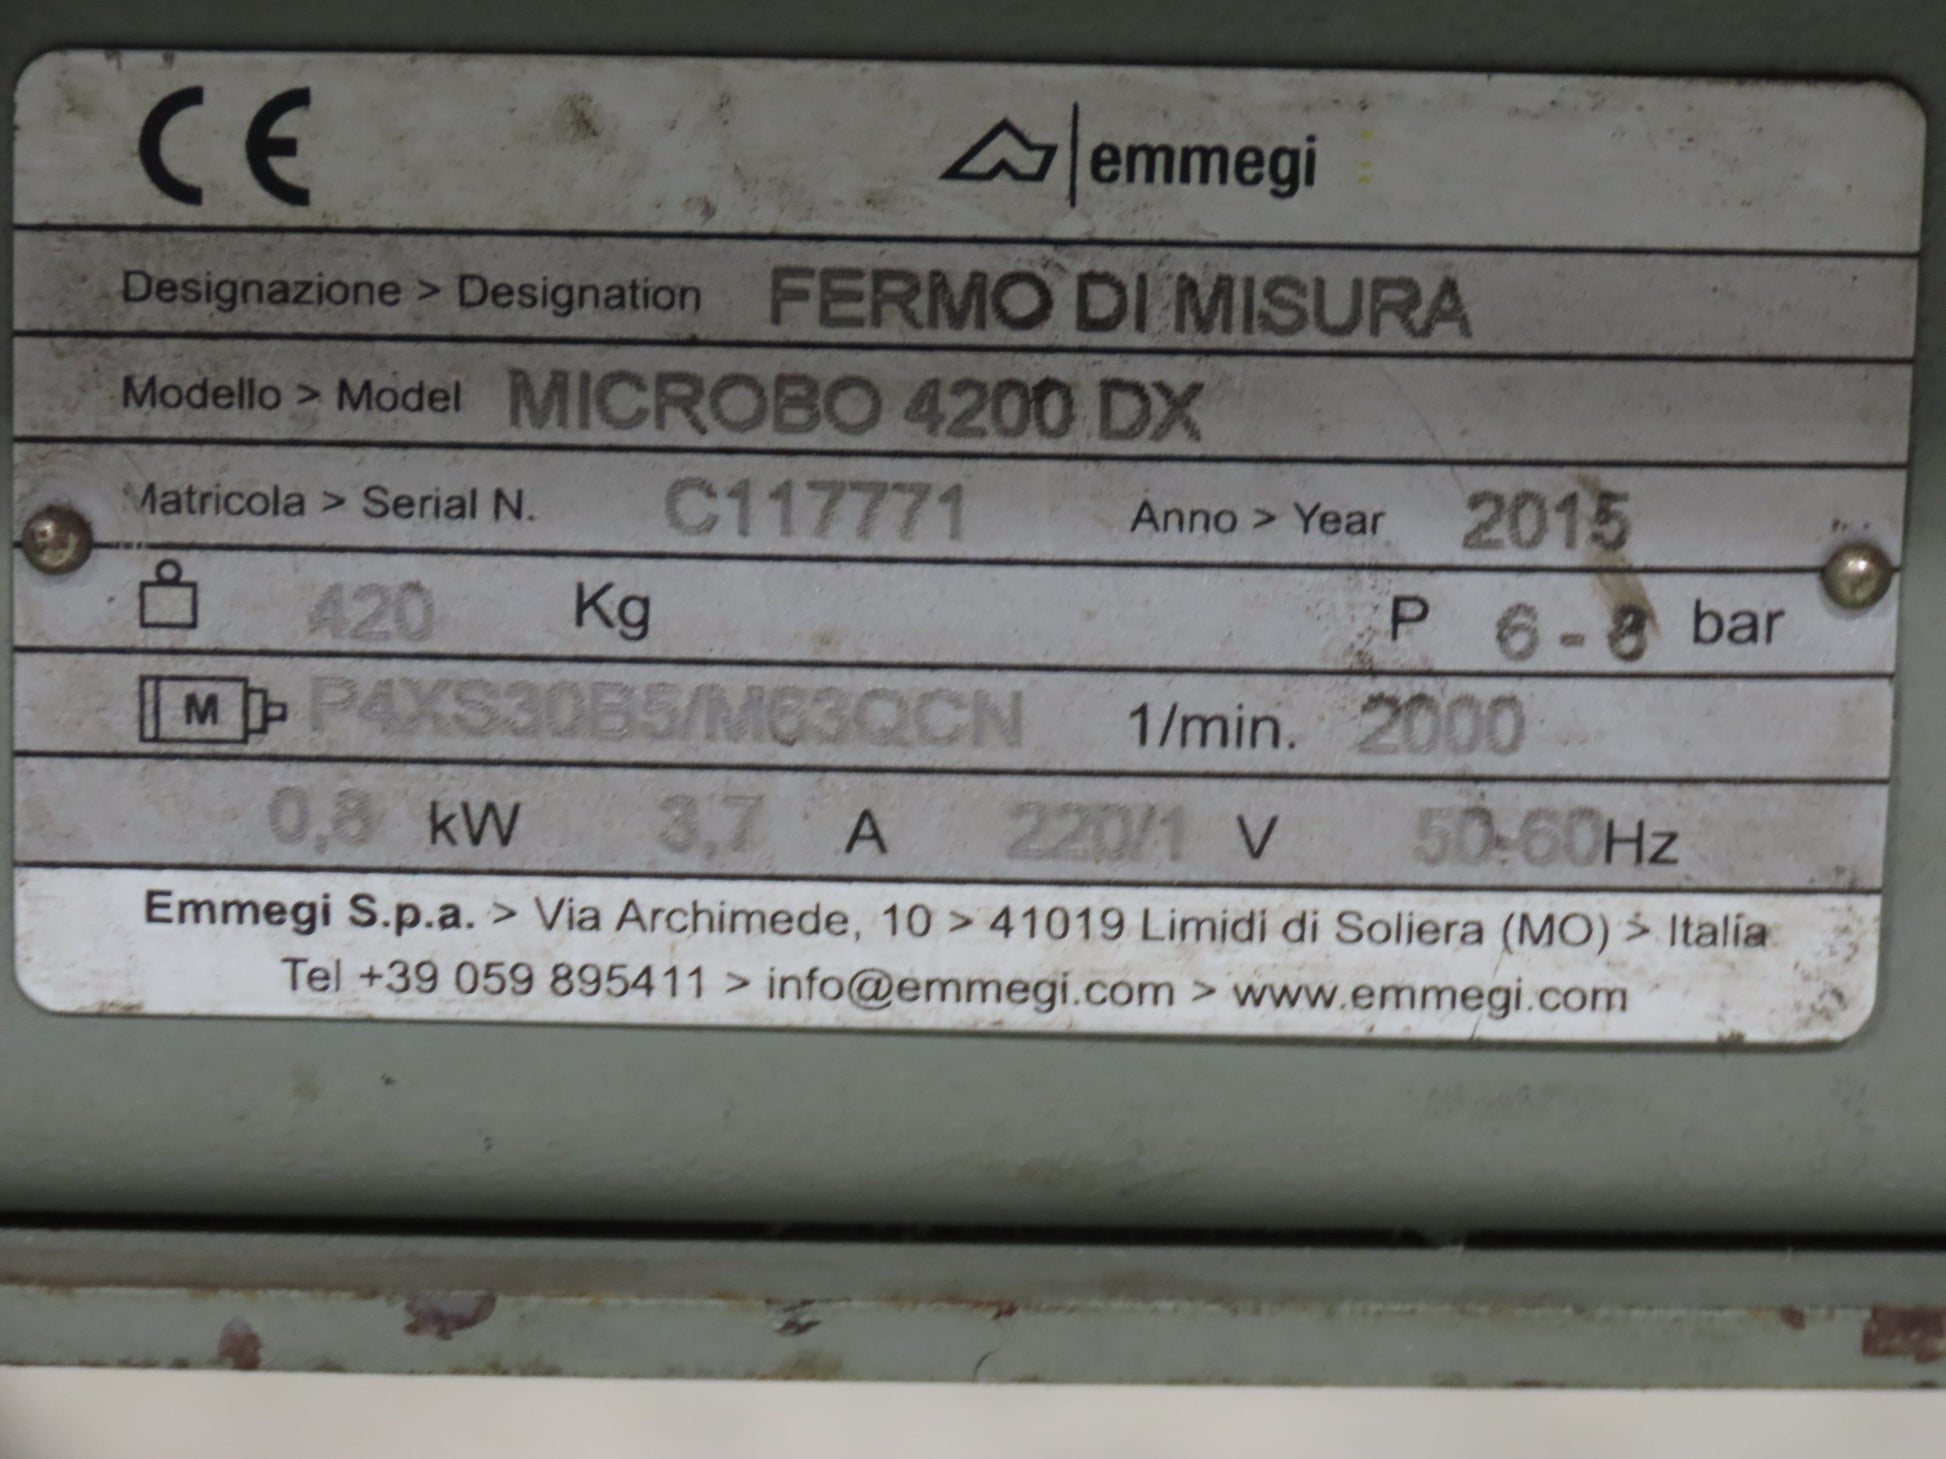 CE emmegi
Designazione > Designation FERMO DI MISURA
Modello > Model MICROBO 4200 DX
Matricola > Serial N. C117771 Anno > Year 2015
420 Kg P 6 - 8 bar
M P4XS30B5/M63QCN 1/min. 2000
0,8 kW 3,7 A 220/1 V 50-60Hz
Emmegi S.p.a. > Via Archimede, 10 > 41019 Limidi di Soliera (MO) > Italia
Tel +39 059 895411 > info@emmegi.com > www.emmegi.com